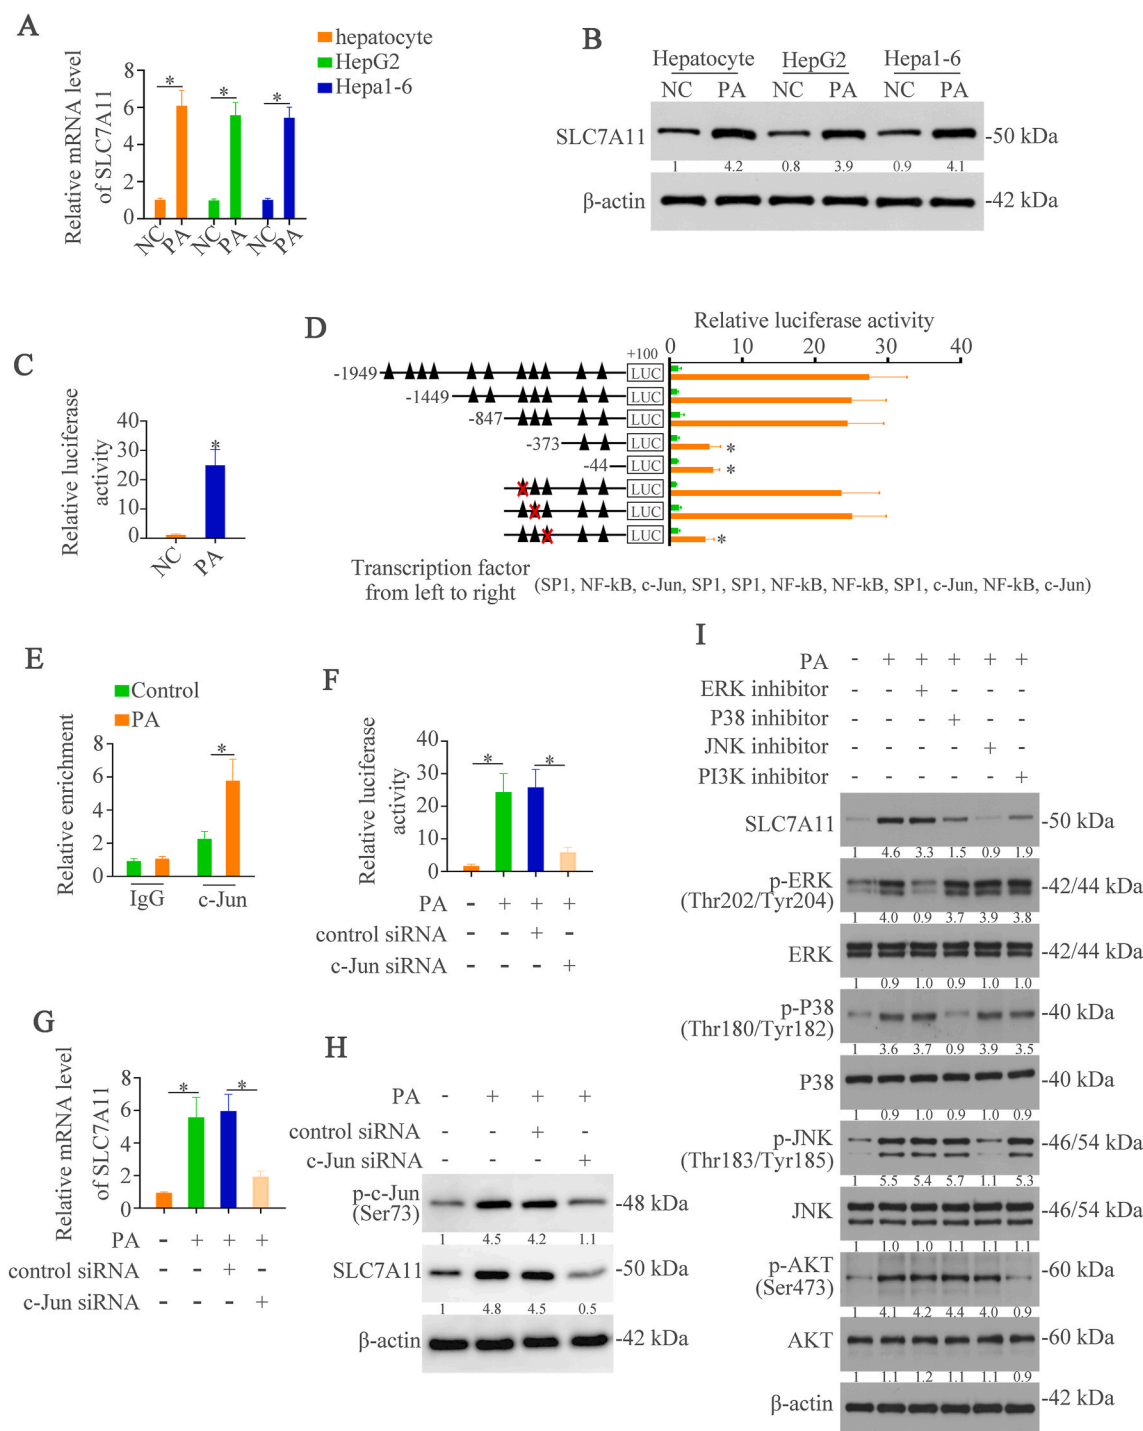 A
hepatocyte
HepG2
Hepa1-6
Relative mRNA level
of SLC7A11
8
6
4
2
0
* * *
NC PA NC PA NC PA
B
Hepatocyte HepG2 Hepa1-6
NC PA NC PA NC PA
SLC7A11 -50 kDa
1 4.2 0.8 3.9 0.9 4.1
β-actin -42 kDa
C
Relative luciferase
activity
40
30
20
10
0
*
NC PA
D
Relative luciferase activity
+100 0 10 20 30 40
-1949 LUC
-1449 LUC
-847 LUC
-373 LUC *
-44 LUC *
LUC
LUC
LUC *
Transcription factor
from left to right
(SP1, NF-kB, c-Jun, SP1, SP1, NF-kB, NF-kB, SP1, c-Jun, NF-kB, c-Jun)
E
Control
PA
Relative enrichment
8
6
4
2
0
*
IgG c-Jun
F
Relative luciferase
activity
40
30
20
10
0
* *
PA - + + +
control siRNA - - + -
c-Jun siRNA - - - +
G
Relative mRNA level
of SLC7A11
8
6
4
2
0
* *
PA - + + +
control siRNA - - + -
c-Jun siRNA - - - +
H
PA - + + +
control siRNA - - + -
c-Jun siRNA - - - +
p-c-Jun
(Ser73)
-48 kDa
1 4.5 4.2 1.1
SLC7A11 -50 kDa
1 4.8 4.5 0.5
β-actin -42 kDa
I
PA - + + + + +
ERK inhibitor - - + - - -
P38 inhibitor - - - + - -
JNK inhibitor - - - - + -
PI3K inhibitor - - - - - +
SLC7A11 -50 kDa
1 4.6 3.3 1.5 0.9 1.9
p-ERK
(Thr202/Tyr204)
-42/44 kDa
1 4.0 0.9 3.7 3.9 3.8
ERK -42/44 kDa
1 0.9 1.0 0.9 1.0 1.0
p-P38
(Thr180/Tyr182)
-40 kDa
1 3.6 3.7 0.9 3.9 3.5
P38 -40 kDa
1 0.9 1.0 0.9 1.0 0.9
p-JNK
(Thr183/Tyr185)
-46/54 kDa
1 5.5 5.4 5.7 1.1 5.3
JNK -46/54 kDa
1 1.0 1.0 1.1 1.1 1.1
p-AKT
(Ser473)
-60 kDa
1 4.1 4.2 4.4 4.0 0.9
AKT -60 kDa
1 1.1 1.2 1.1 1.1 0.9
β-actin -42 kDa